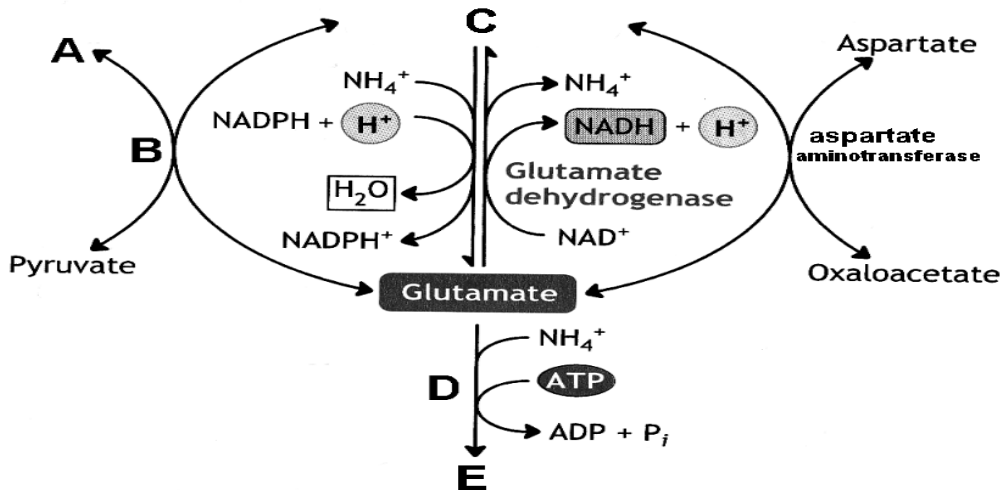 C
A
Aspartate
NH₄⁺
NH₄⁺
NADPH + H⁺
NADH + H⁺
B
aspartate
aminotransferase
Glutamate
dehydrogenase
H₂O
NADPH⁺
NAD⁺
Pyruvate
Oxaloacetate
Glutamate
NH₄⁺
D
ATP
ADP + Pᵢ
E